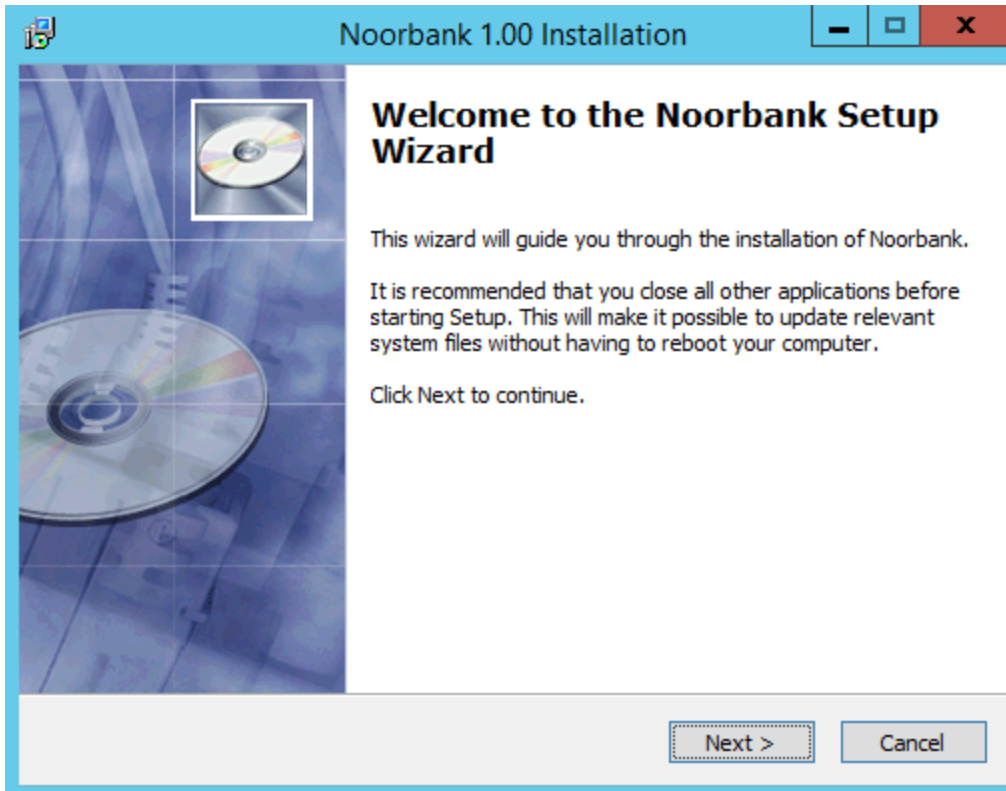 Noorbank 1.00 Installation
Welcome to the Noorbank Setup
Wizard
This wizard will guide you through the installation of Noorbank.
It is recommended that you close all other applications before
starting Setup. This will make it possible to update relevant
system files without having to reboot your computer.
Click Next to continue.
Next >
Cancel